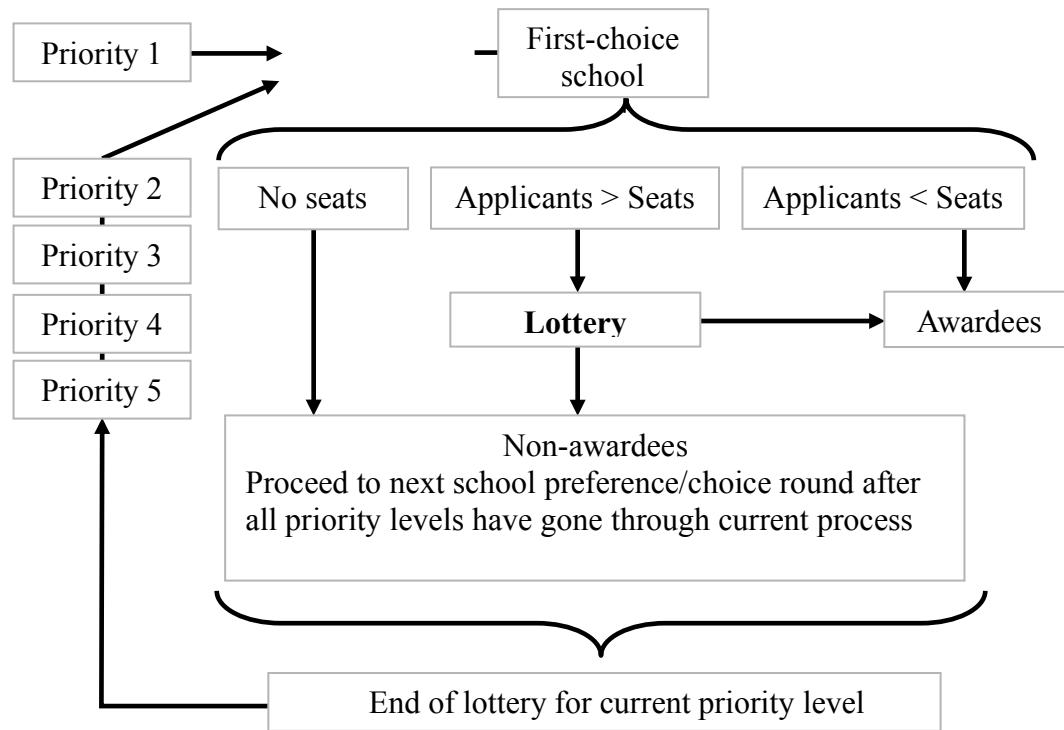 Priority 1
First-choice
school
Priority 2
No seats
Applicants > Seats
Applicants < Seats
Priority 3
Priority 4
Lottery
Awardees
Priority 5
Non-awardees
Proceed to next school preference/choice round after
all priority levels have gone through current process
End of lottery for current priority level